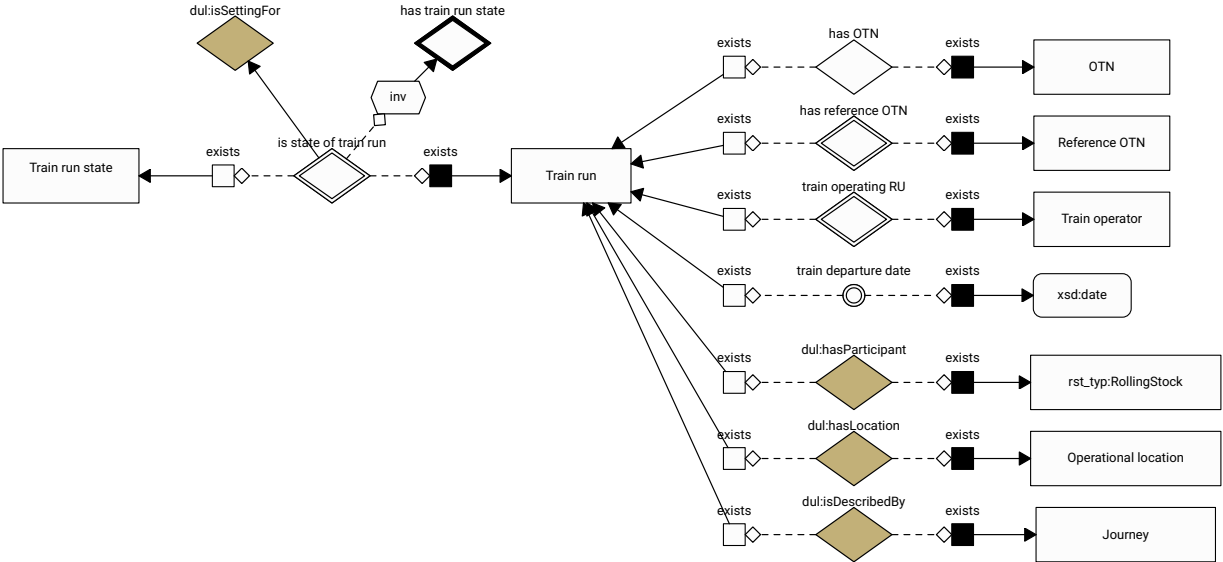 dul:isSettingFor
has train run state
inv
is state of train run
Train run state
exists
exists
Train run
exists
has OTN
exists
OTN
exists
has reference OTN
exists
Reference OTN
exists
train operating RU
exists
Train operator
exists
train departure date
exists
xsd:date
exists
dul:hasParticipant
exists
rst_typ:RollingStock
exists
dul:hasLocation
exists
Operational location
exists
dul:isDescribedBy
exists
Journey